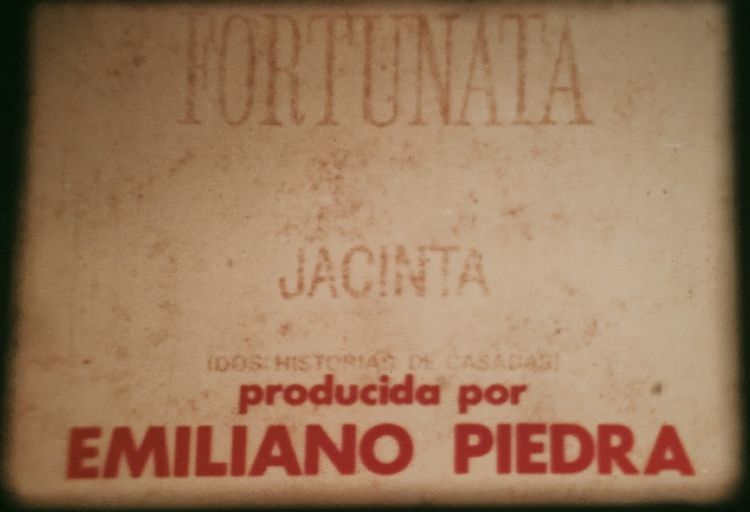 FORTUNATA
JACINTA
(DOS HISTORIAS DE CASADAS)
producida por
EMILIANO PIEDRA